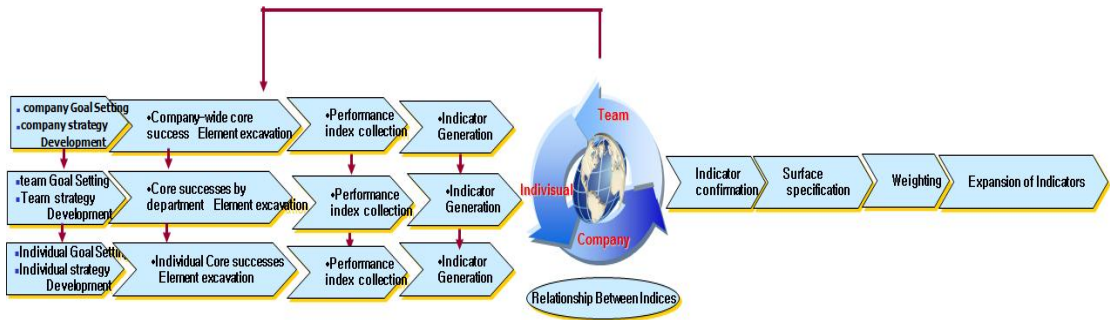 ▪ company Goal Setting
▪company strategy
Development
•Company-wide core
success Element excavation
•Performance
index collection
•Indicator
Generation
▪team Goal Setting
▪Team strategy
Development
•Core successes by
department Element excavation
•Performance
index collection
•Indicator
Generation
▪Individual Goal Setting
▪Individual strategy
Development
•Individual Core successes
Element excavation
•Performance
index collection
•Indicator
Generation
Team
Indivisual
Company
Relationship Between Indices
Indicator
confirmation
Surface
specification
Weighting
Expansion of Indicators